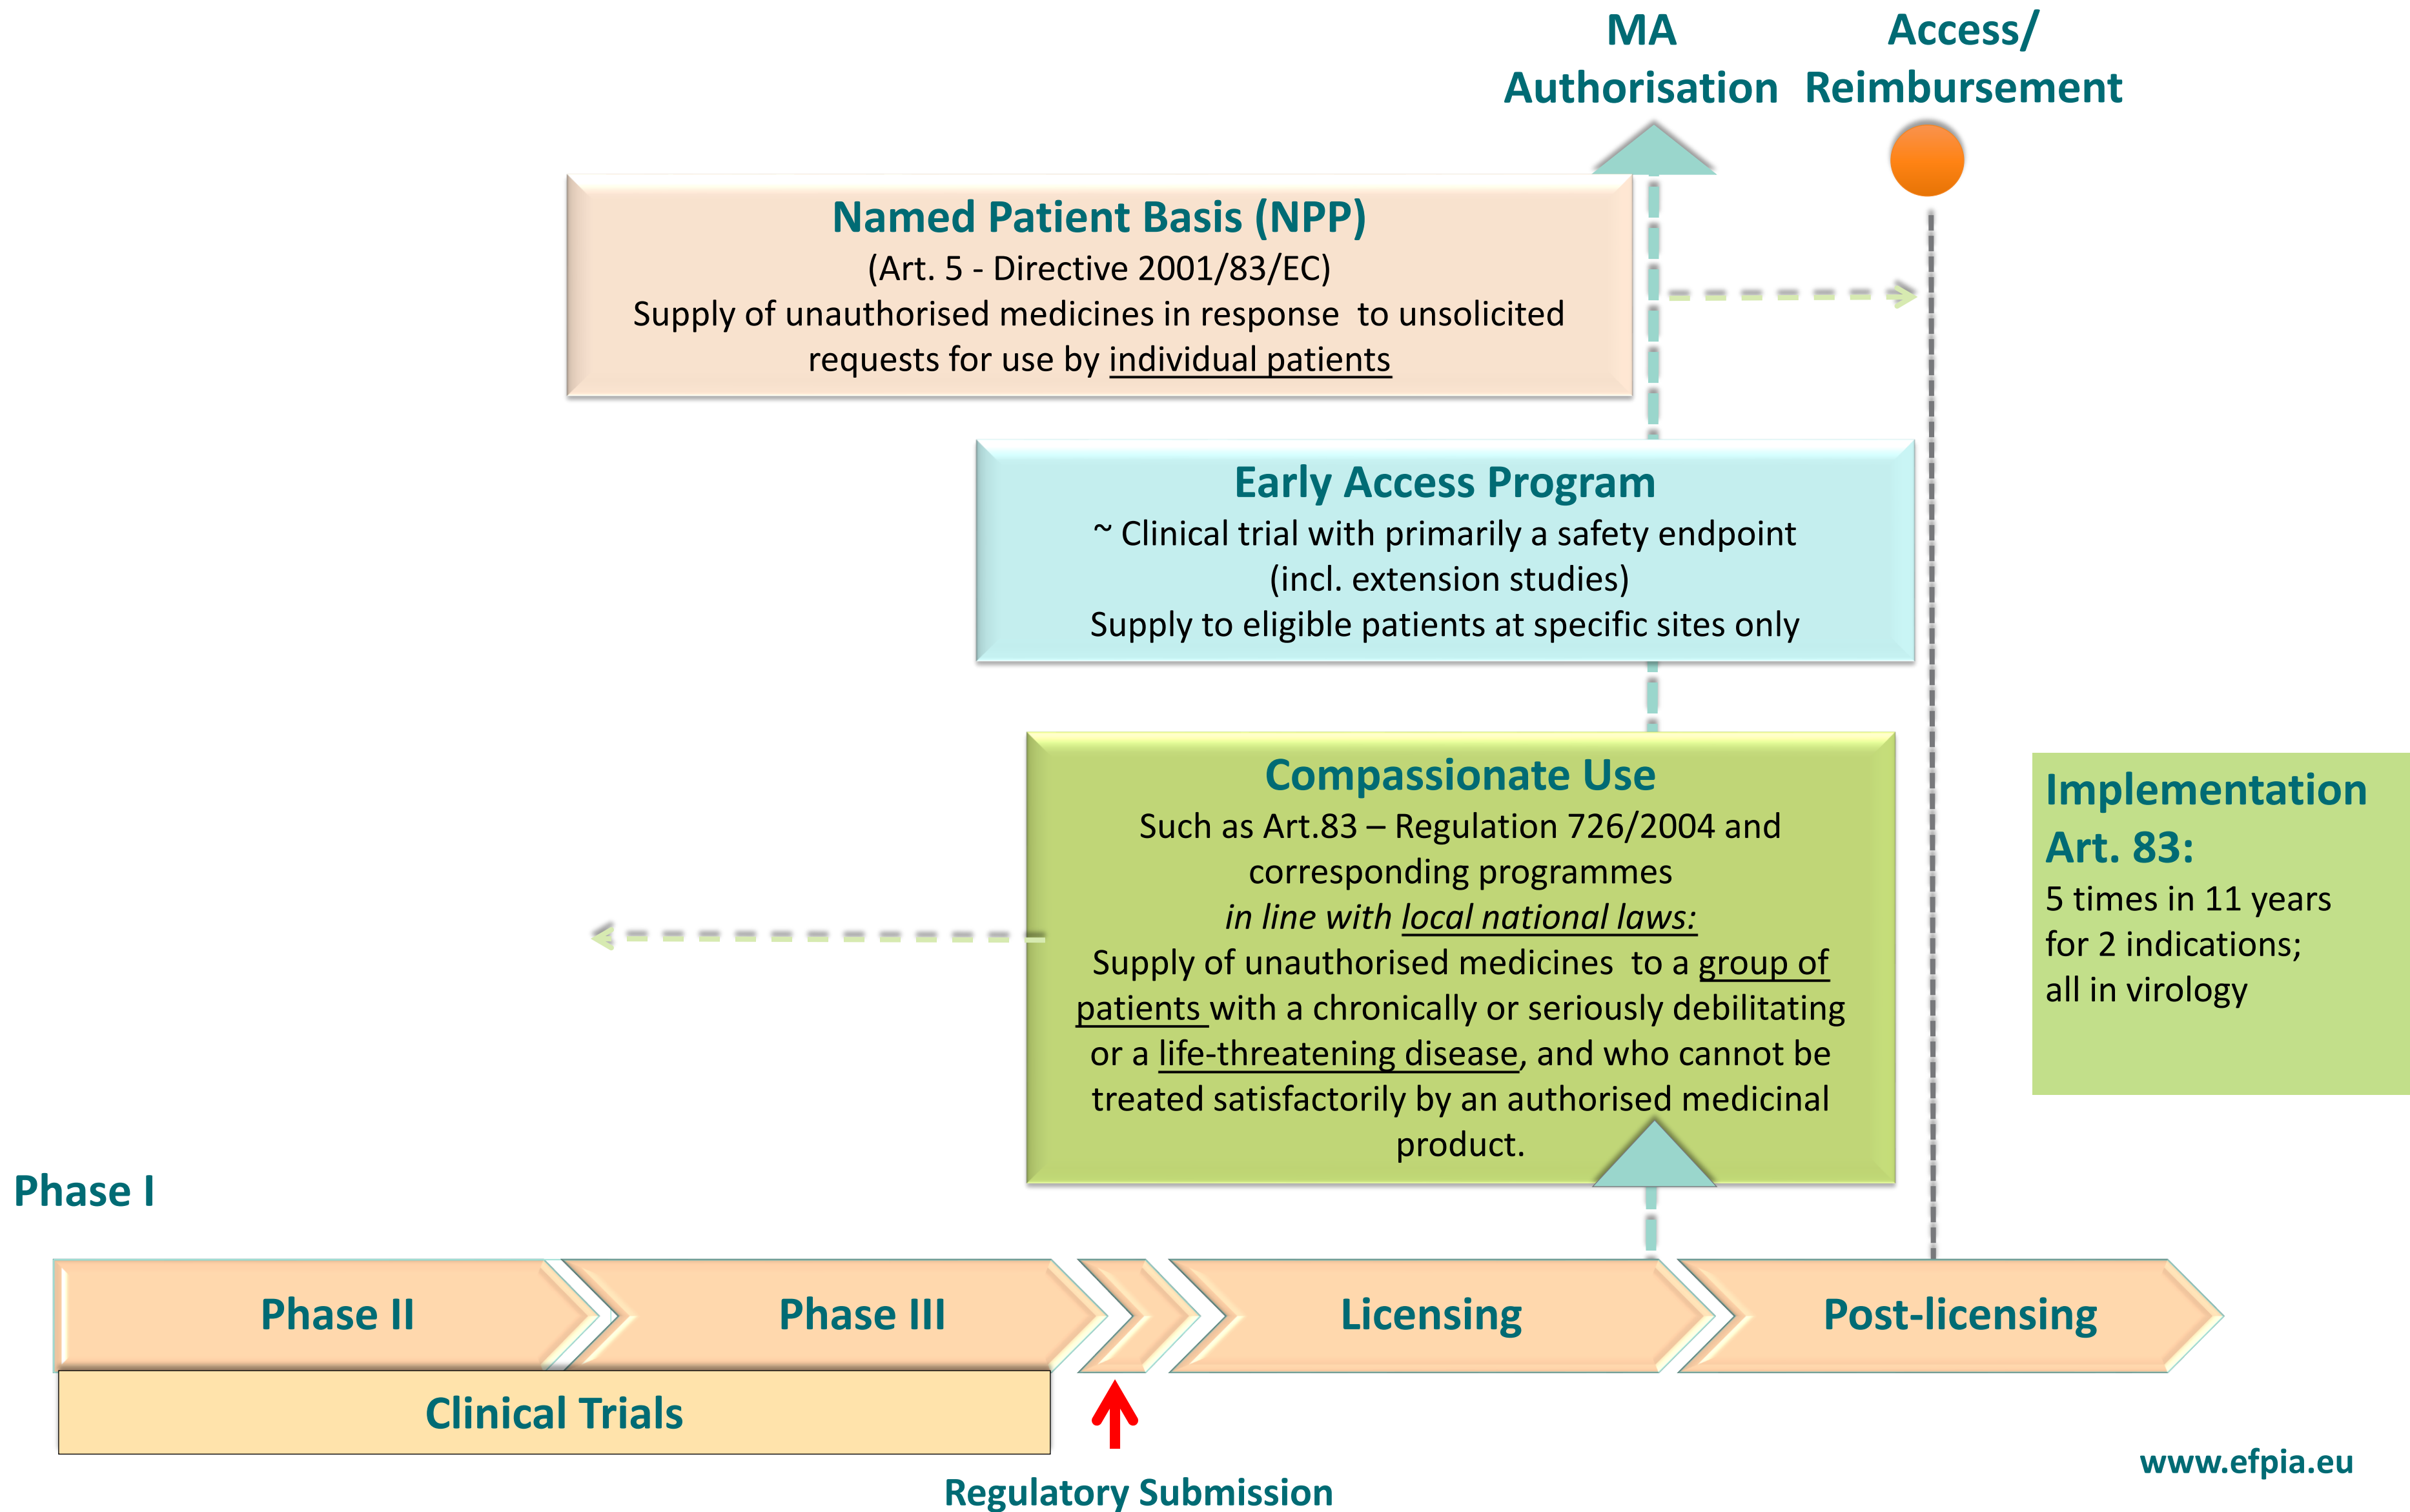 MA
Authorisation
Access/
Reimbursement
Named Patient Basis (NPP)
(Art. 5 - Directive 2001/83/EC)
Supply of unauthorised medicines in response  to unsolicited
requests for use by individual patients
Early Access Program
~ Clinical trial with primarily a safety endpoint
(incl. extension studies)
Supply to eligible patients at specific sites only
Compassionate Use
Such as Art.83 – Regulation 726/2004 and
corresponding programmes
in line with local national laws:
Supply of unauthorised medicines  to a group of
patients with a chronically or seriously debilitating
or a life-threatening disease, and who cannot be
treated satisfactorily by an authorised medicinal
product.
Implementation
Art. 83:
5 times in 11 years
for 2 indications;
all in virology
Phase I
Phase II
Phase III
Licensing
Post-licensing
Clinical Trials
Regulatory Submission
www.efpia.eu